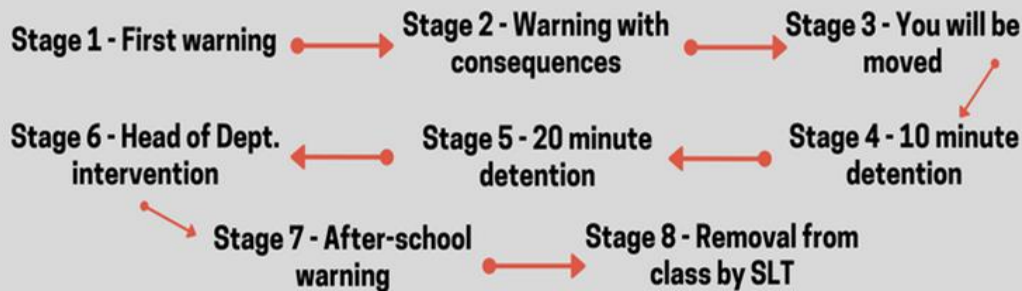 Stage 1 - First warning
Stage 2 - Warning with
consequences
Stage 3 - You will be
moved
Stage 4 - 10 minute
detention
Stage 5 - 20 minute
detention
Stage 6 - Head of Dept.
intervention
Stage 7 - After-school
warning
Stage 8 - Removal from
class by SLT